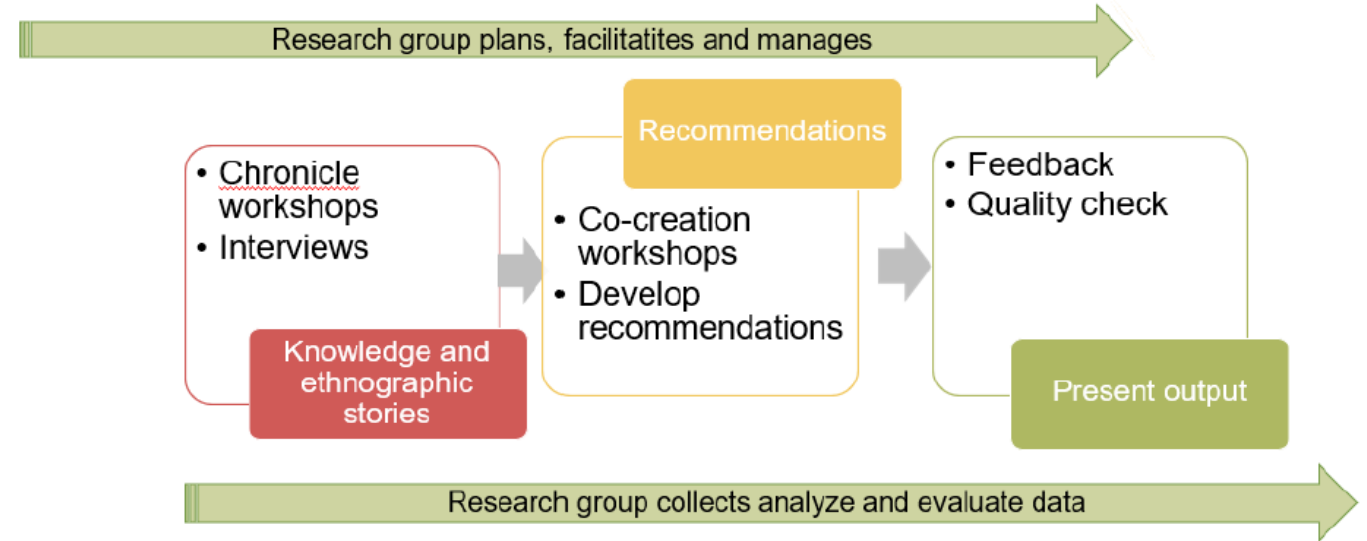 Research group plans, facilitatites and manages
• Chronicle
workshops
• Interviews
Knowledge and
ethnographic
stories
Recommendations
• Co-creation
workshops
• Develop
recommendations
• Feedback
• Quality check
Present output
Research group collects analyze and evaluate data